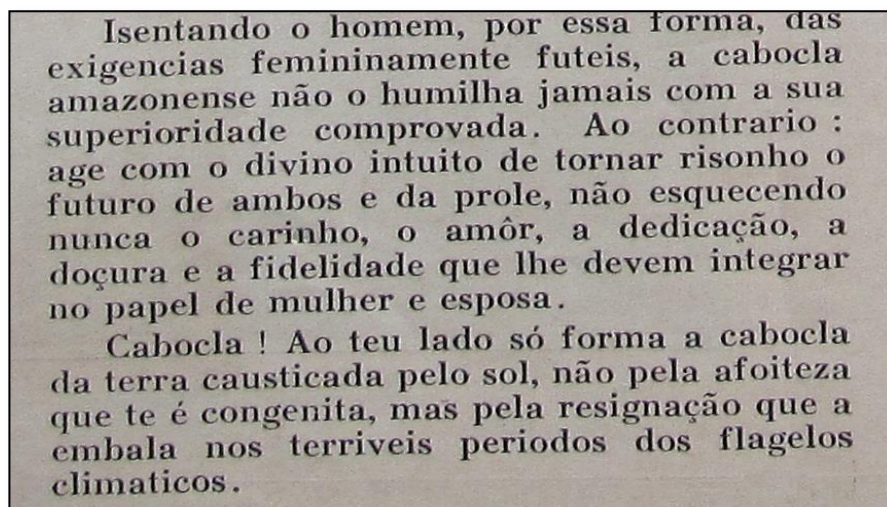 Isentando o homem, por essa forma, das
exigencias femininamente futeis, a cabocla
amazonense não o humilha jamais com a sua
superioridade comprovada. Ao contrario :
age com o divino intuito de tornar risonho o
futuro de ambos e da prole, não esquecendo
nunca o carinho, o amôr, a dedicação, a
doçura e a fidelidade que lhe devem integrar
no papel de mulher e esposa.
Cabocla ! Ao teu lado só forma a cabocla
da terra causticada pelo sol, não pela afoiteza
que te é congenita, mas pela resignação que a
embala nos terriveis periodos dos flagelos
climaticos.